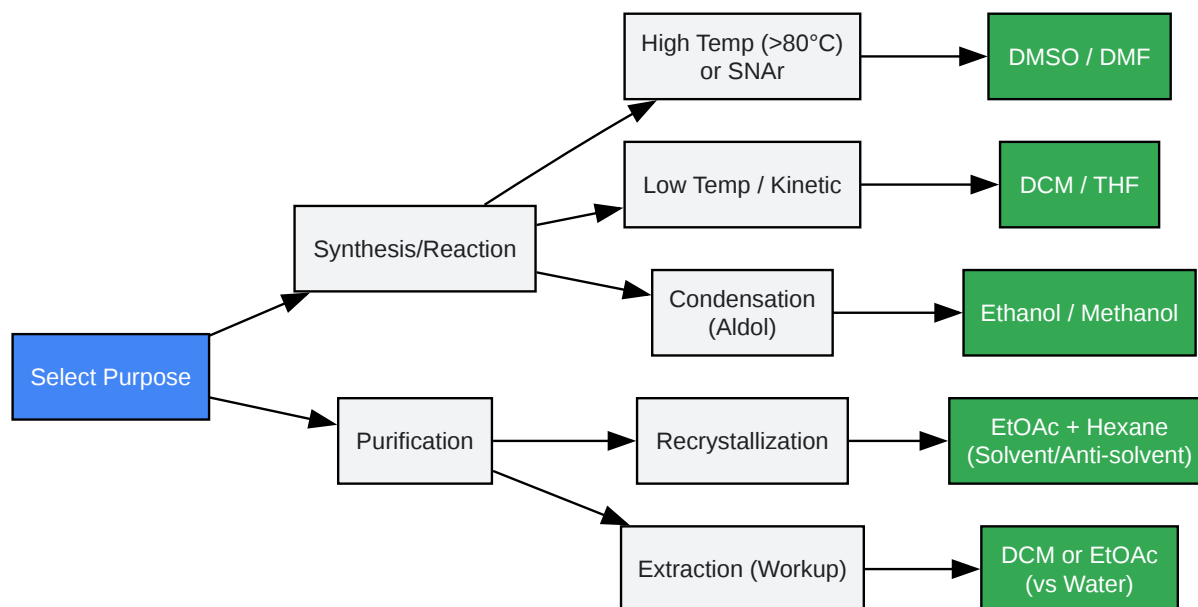 High Temp (>80°C)
or SNAr
DMSO / DMF
Low Temp / Kinetic
DCM / THF
Synthesis/Reaction
Condensation
(Aldol)
Ethanol / Methanol
Select Purpose
Purification
Recrystallization
EtOAc + Hexane
(Solvent/Anti-solvent)
Extraction (Workup)
DCM or EtOAc
(vs Water)